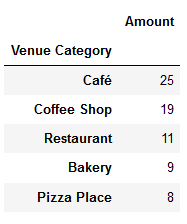 Amount
Venue Category
Café 25
Coffee Shop 19
Restaurant 11
Bakery 9
Pizza Place 8